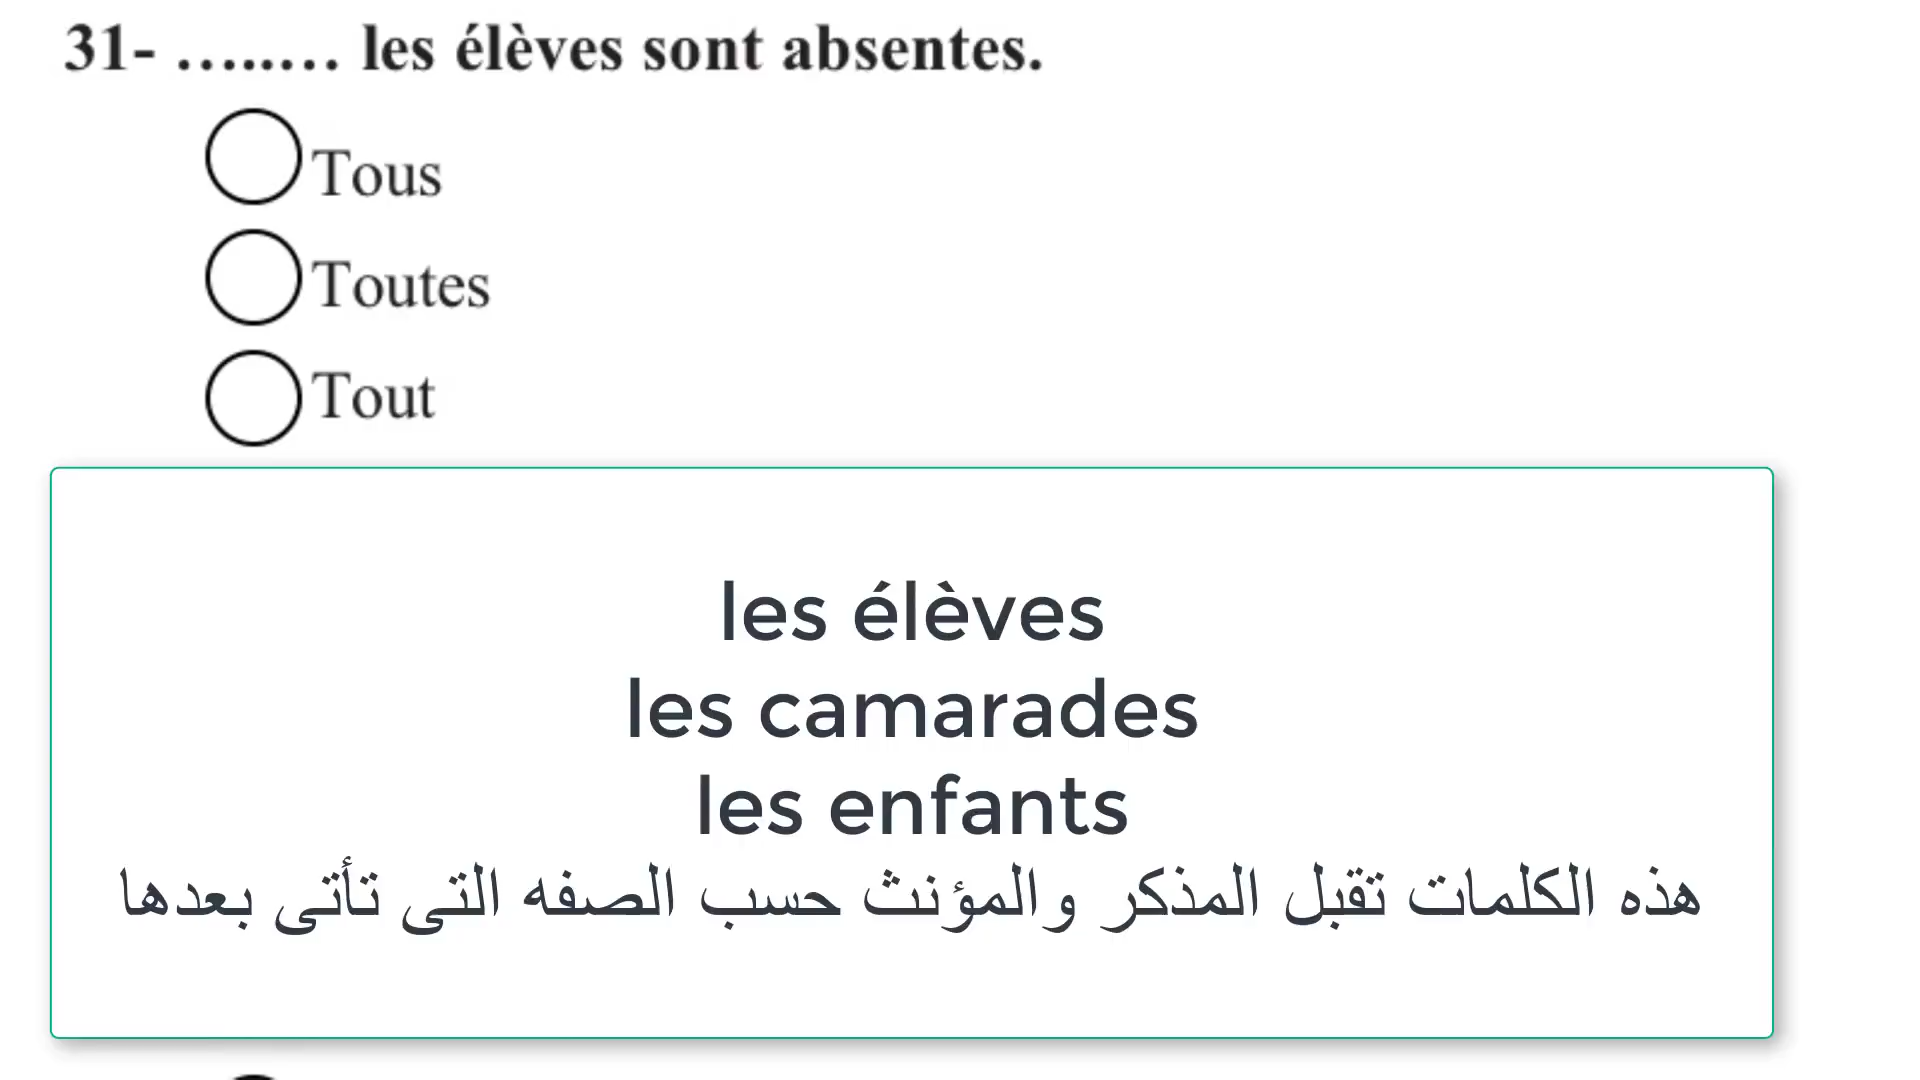 31- ......... les élèves sont absentes.
Tous
Toutes
Tout
les élèves
les camarades
les enfants
هذه الكلمات تقبل المذكر والمؤنث حسب الصفه التى تأتى بعدها